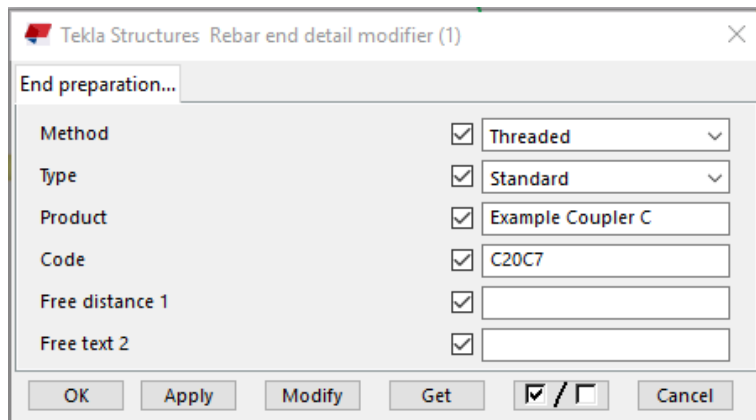 Tekla Structures Rebar end detail modifier (1)
End preparation...
Method Threaded
Type Standard
Product Example Coupler C
Code C20C7
Free distance 1
Free text 2
OK Apply Modify Get / Cancel